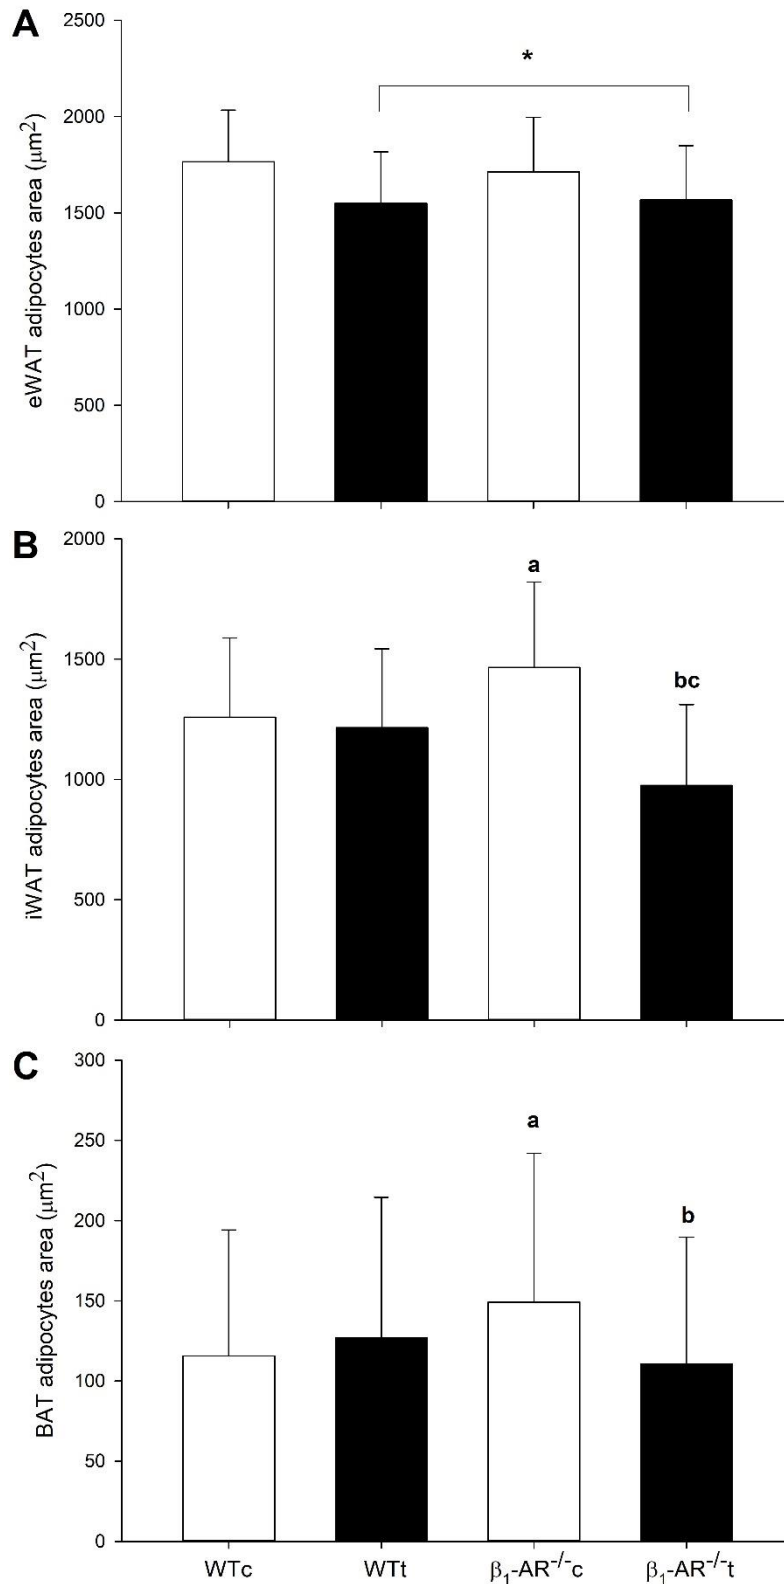 A
eWAT adipocytes area (μm²)
2500
2000
1500
1000
500
0
*
B
iWAT adipocytes area (μm²)
2000
1500
1000
500
0
a
bc
C
BAT adipocytes area (μm²)
300
250
200
150
100
50
0
a
b
WTc WTt β₁-AR⁻/⁻c β₁-AR⁻/⁻t